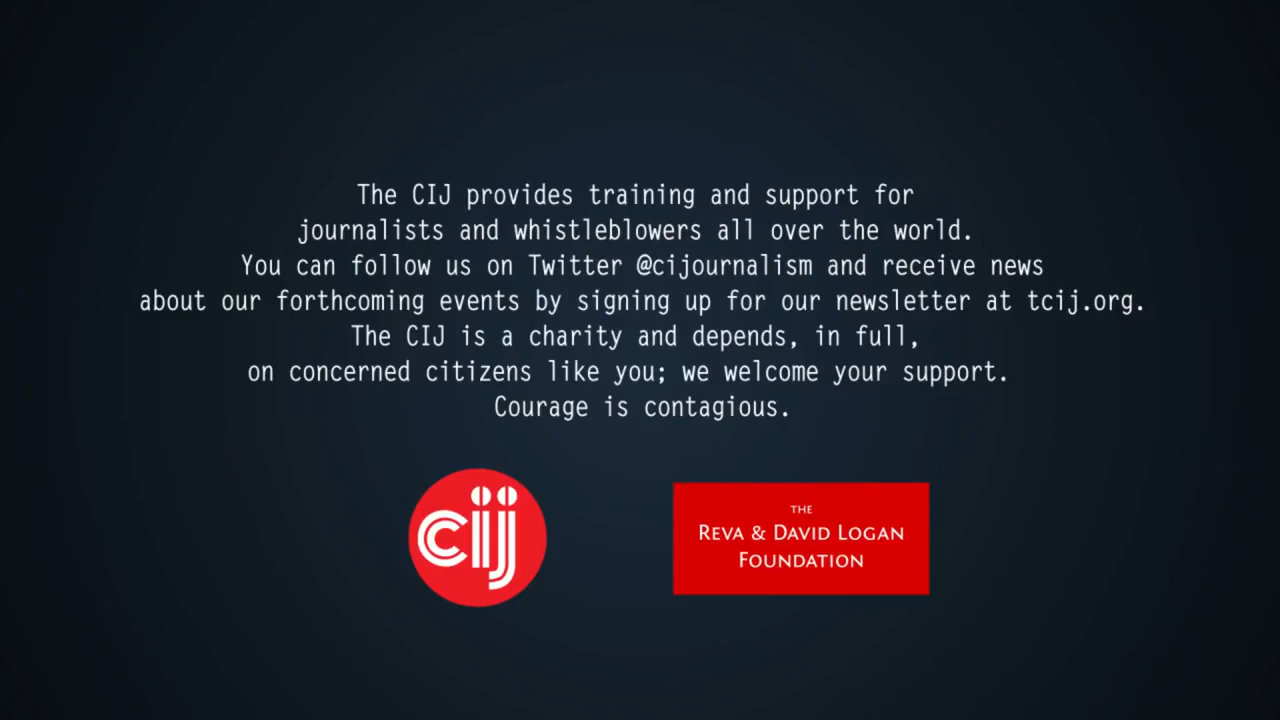 The CIJ provides training and support for
journalists and whistleblowers all over the world.
You can follow us on Twitter @cijournalism and receive news
about our forthcoming events by signing up for our newsletter at tcij.org.
The CIJ is a charity and depends, in full,
on concerned citizens like you; we welcome your support.
Courage is contagious.
cij
THE
REVA & DAVID LOGAN
FOUNDATION